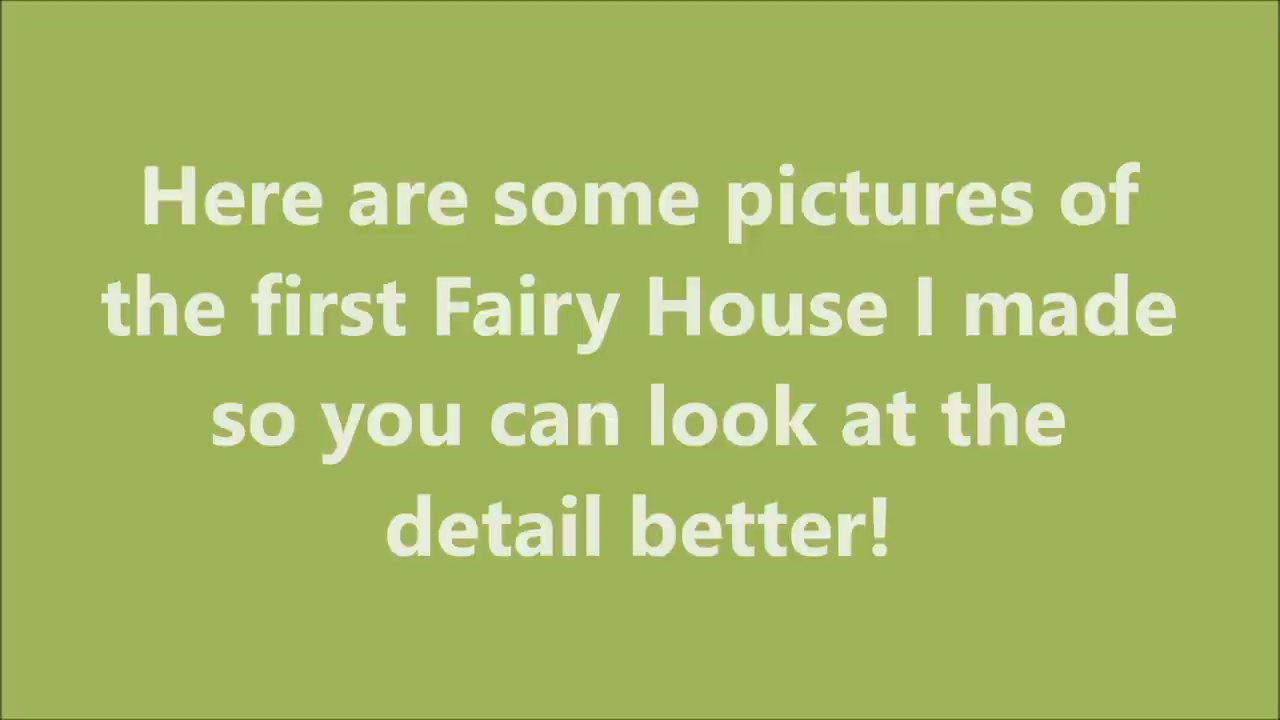 Here are some pictures of
the first Fairy House I made
so you can look at the
detail better!